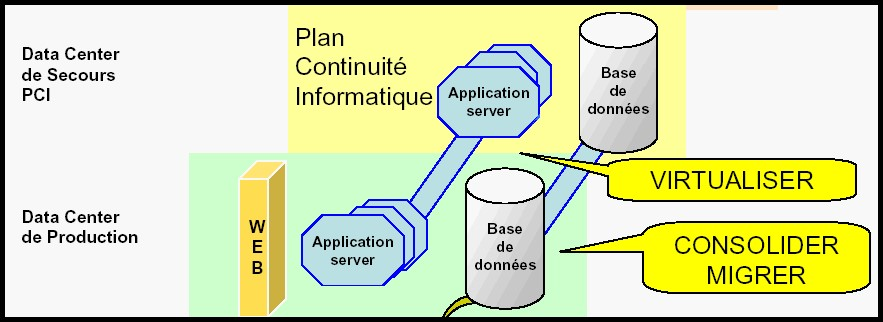 Data Center
de Secours
PCI
Plan
Continuité
Informatique
Application
server
Base
de
données
VIRTUALISER
Data Center
de Production
W
E
B
Application
server
Base
de
données
CONSOLIDER
MIGRER